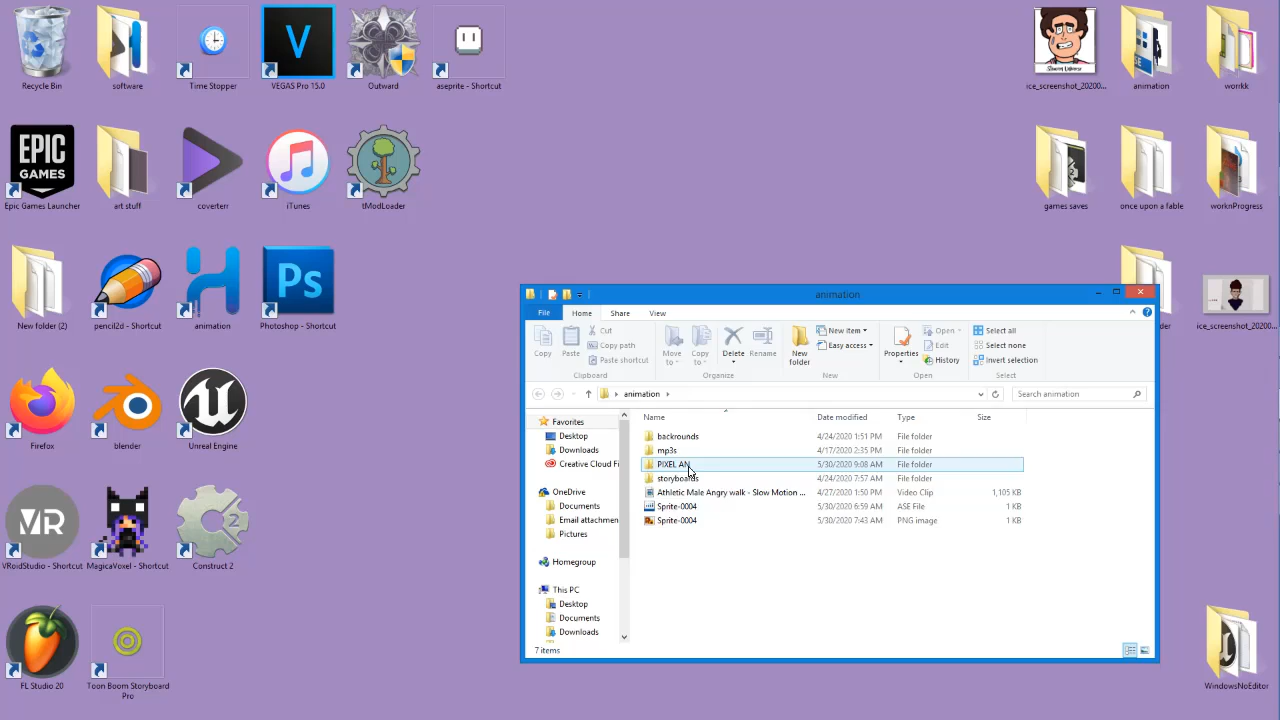 Recycle Bin
software
Time Stopper
VEGAS Pro 15.0
Outward
aseprite - Shortcut
ice_screenshot_20200...
animation
workk
EPIC
GAMES
Epic Games Launcher
art stuff
coverterr
iTunes
tModLoader
games saves
once upon a fable
worknProgress
New folder (2)
pencil2d - Shortcut
animation
Ps
Photoshop - Shortcut
ice_screenshot_20200...
Firefox
blender
Unreal Engine
VR
VRoidStudio - Shortcut
MagicaVoxel - Shortcut
Construct 2
FL Studio 20
Toon Boom Storyboard
Pro
WindowsNoEditor
animation
File
Home
Share
View
Copy
Paste
Cut
Copy path
Paste shortcut
Clipboard
Move
to
Copy
to
Delete
Rename
Organize
New
folder
New item
Easy access
New
Properties
Open
Edit
History
Open
Select all
Select none
Invert selection
Select
animation
Search animation
Name
Date modified
Type
Size
Favorites
Desktop
Downloads
Creative Cloud Fi
OneDrive
Documents
Email attachmen
Pictures
Homegroup
This PC
Desktop
Documents
Downloads
backrounds 4/24/2020 1:51 PM File folder
mp3s 4/17/2020 2:35 PM File folder
PIXEL AN 5/30/2020 9:08 AM File folder
storyboards 4/24/2020 7:57 AM File folder
Athletic Male Angry walk - Slow Motion ... 4/27/2020 1:50 PM Video Clip 1,105 KB
Sprite-0004 5/30/2020 6:59 AM ASE File 1 KB
Sprite-0004 5/30/2020 7:43 AM PNG image 1 KB
7 items